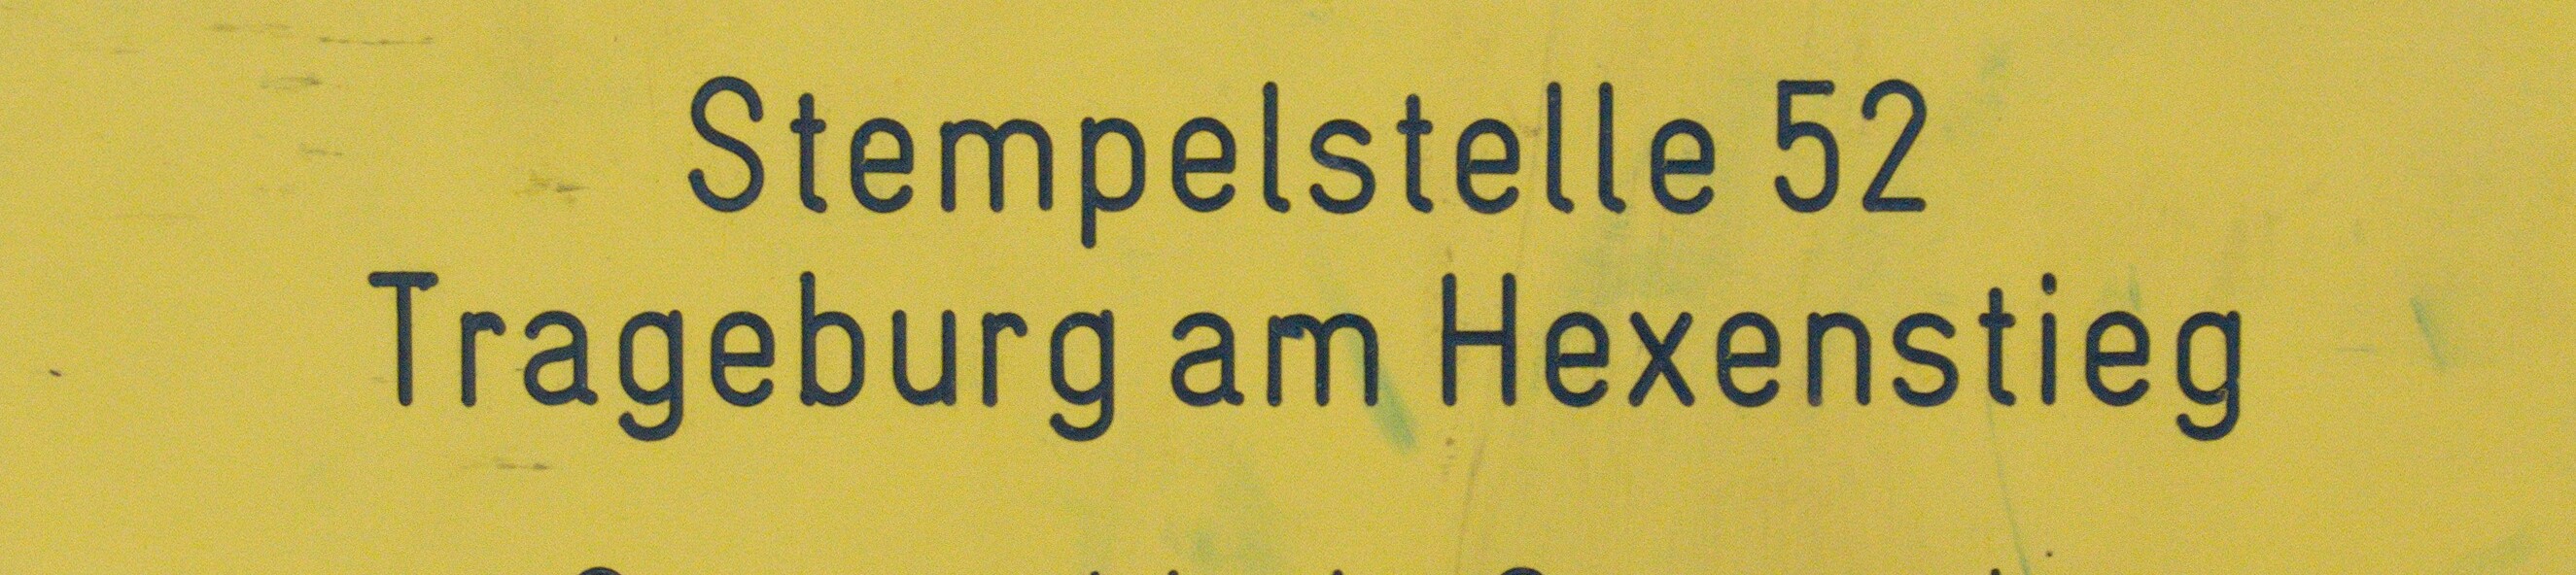 Stempelstelle 52
Trageburg am Hexenstieg